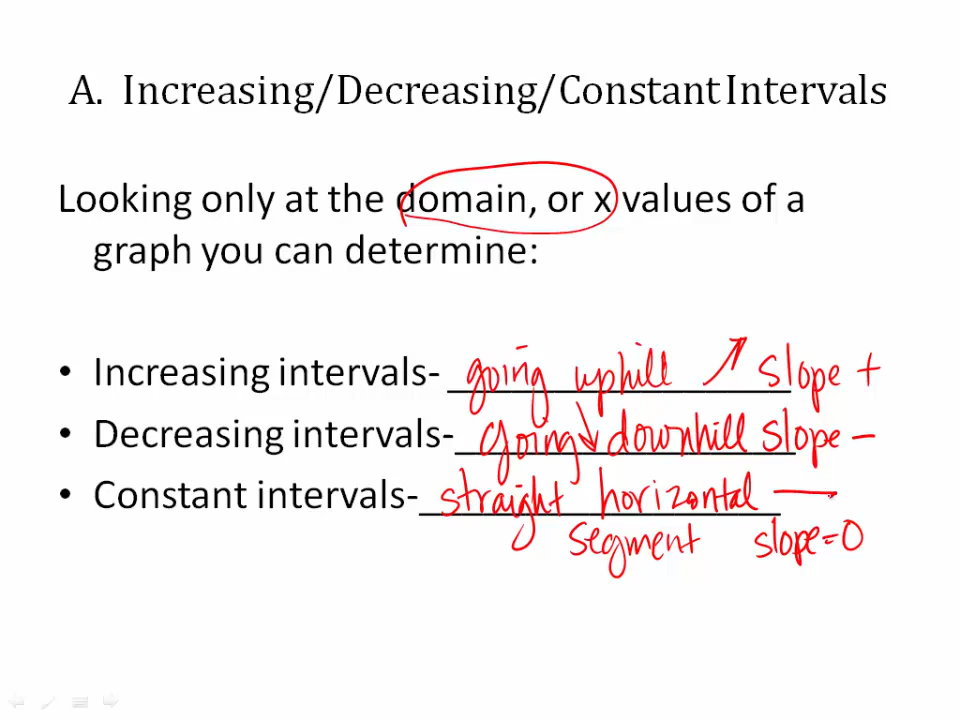 A. Increasing/Decreasing/Constant Intervals
Looking only at the domain, or x values of a
graph you can determine:
• Increasing intervals- going uphill slope +
• Decreasing intervals- going downhill slope –
• Constant intervals- straight horizontal
segment slope=0